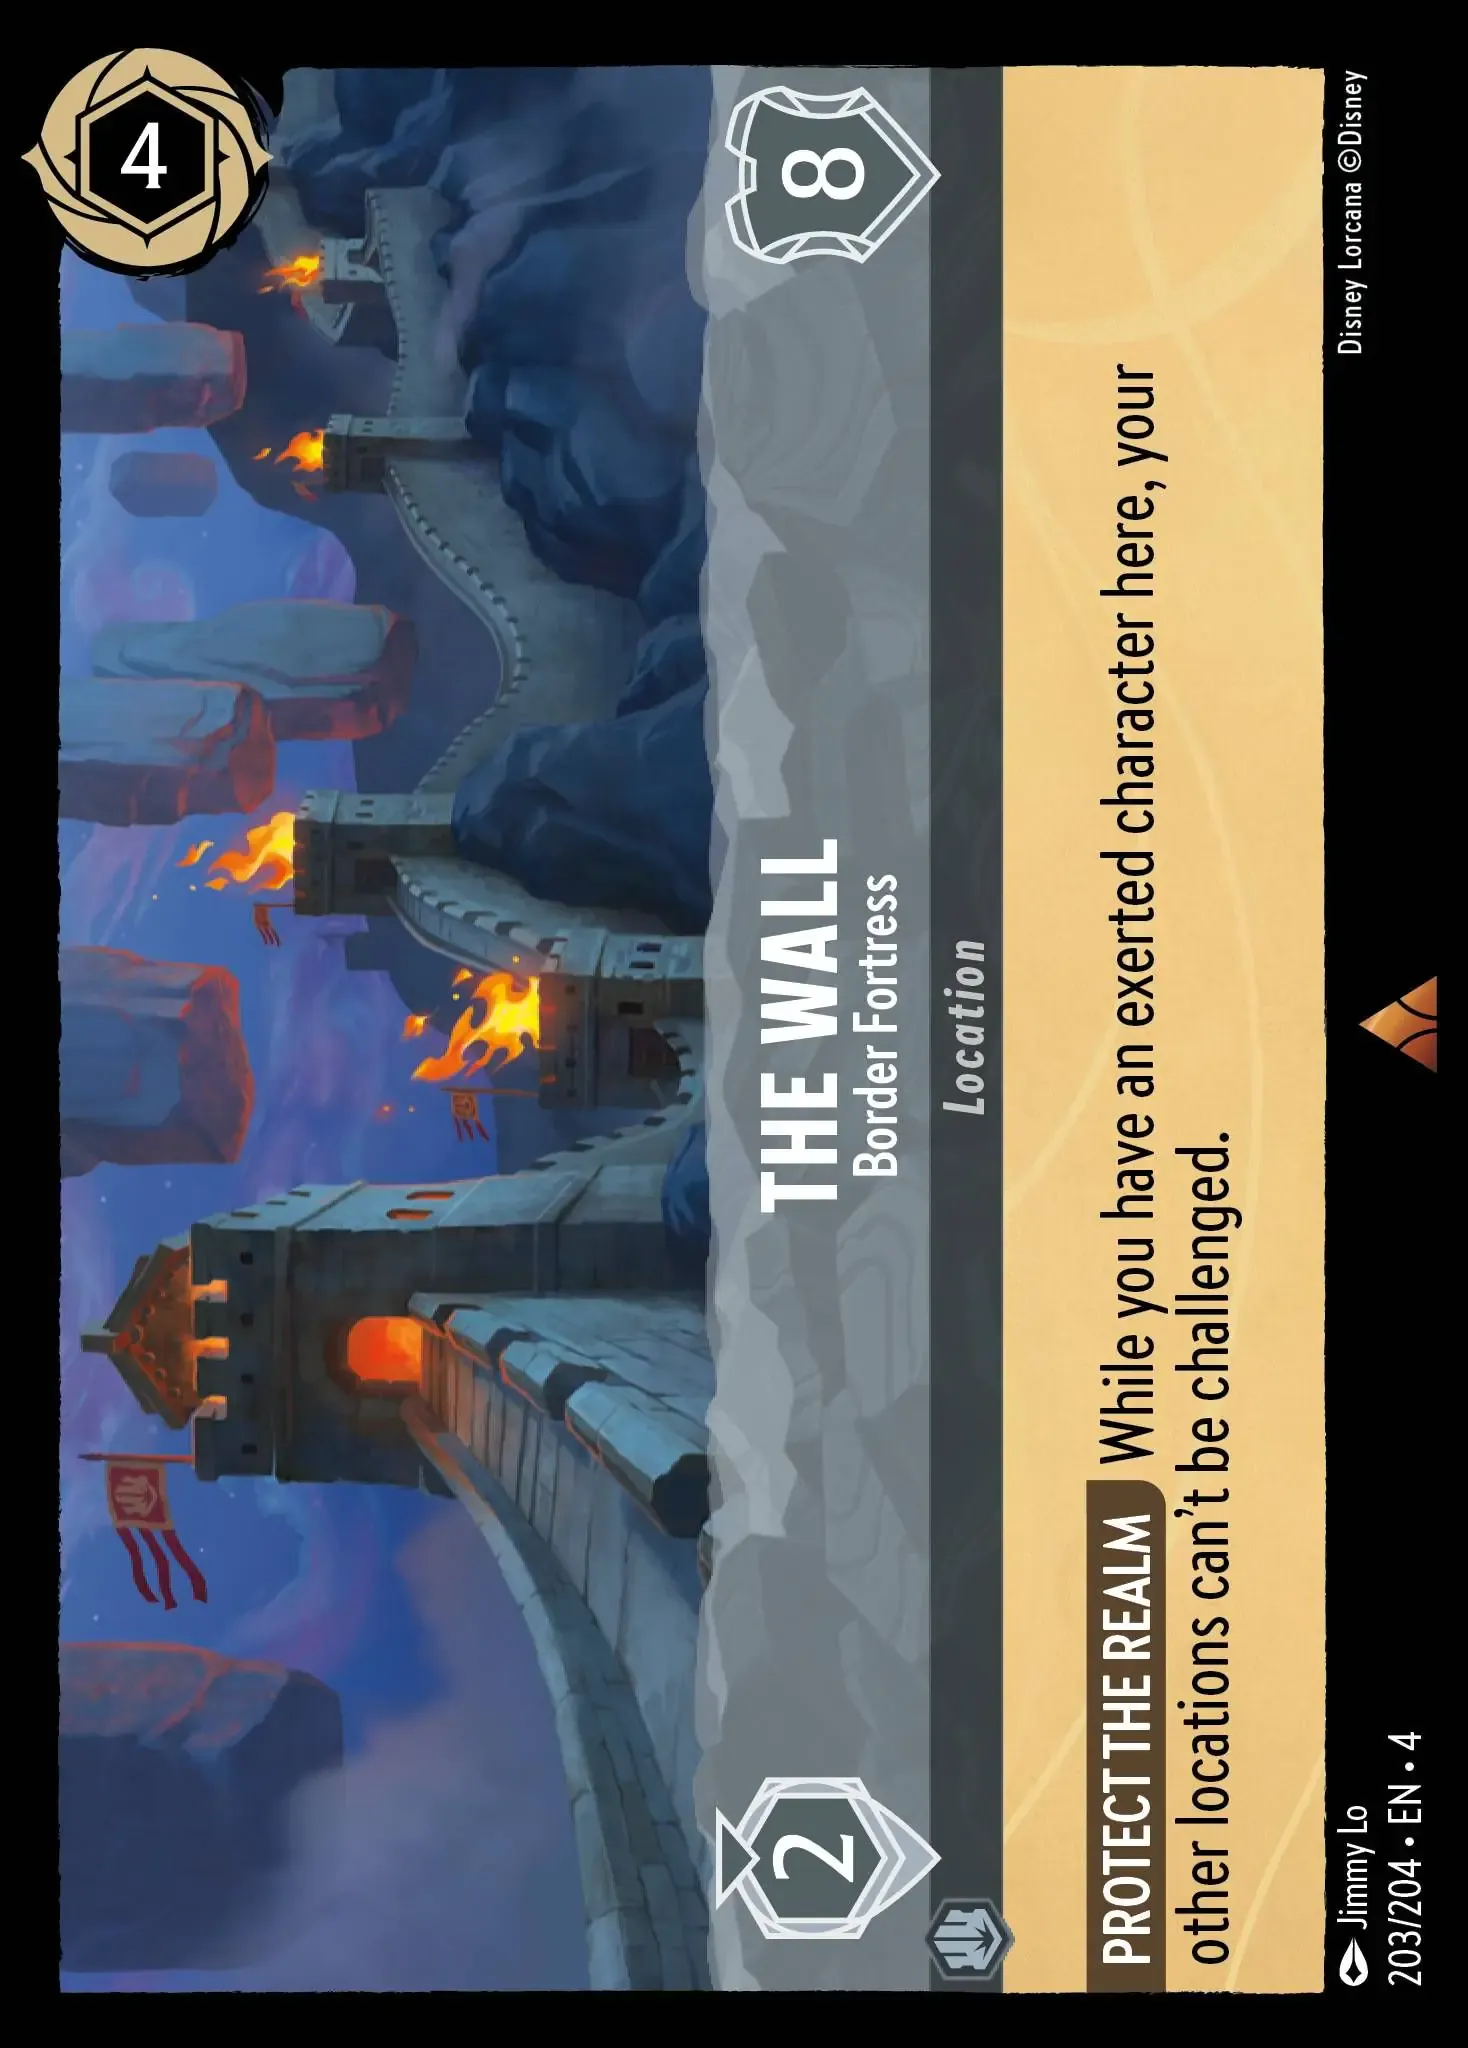 4
2
THE WALL
Border Fortress
8
Location
PROTECT THE REALM While you have an exerted character here, your
other locations can't be challenged.
Jimmy Lo
Disney Lorcana ©Disney
203/204 • EN • 4